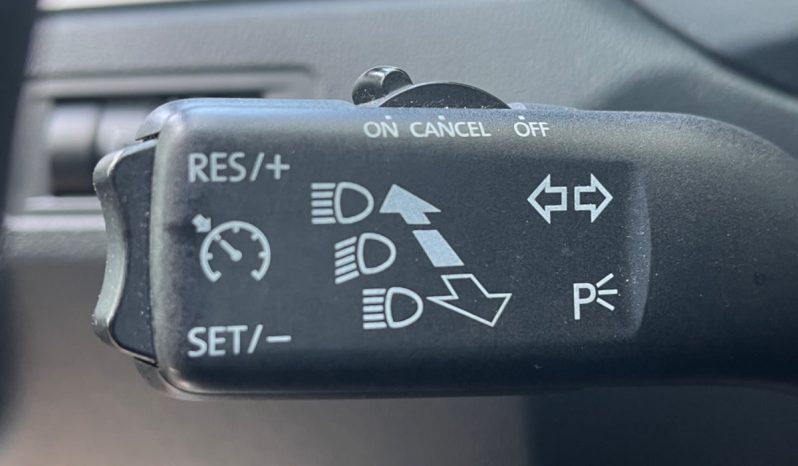 ON CANCEL OFF
RES/+
SET/−
P